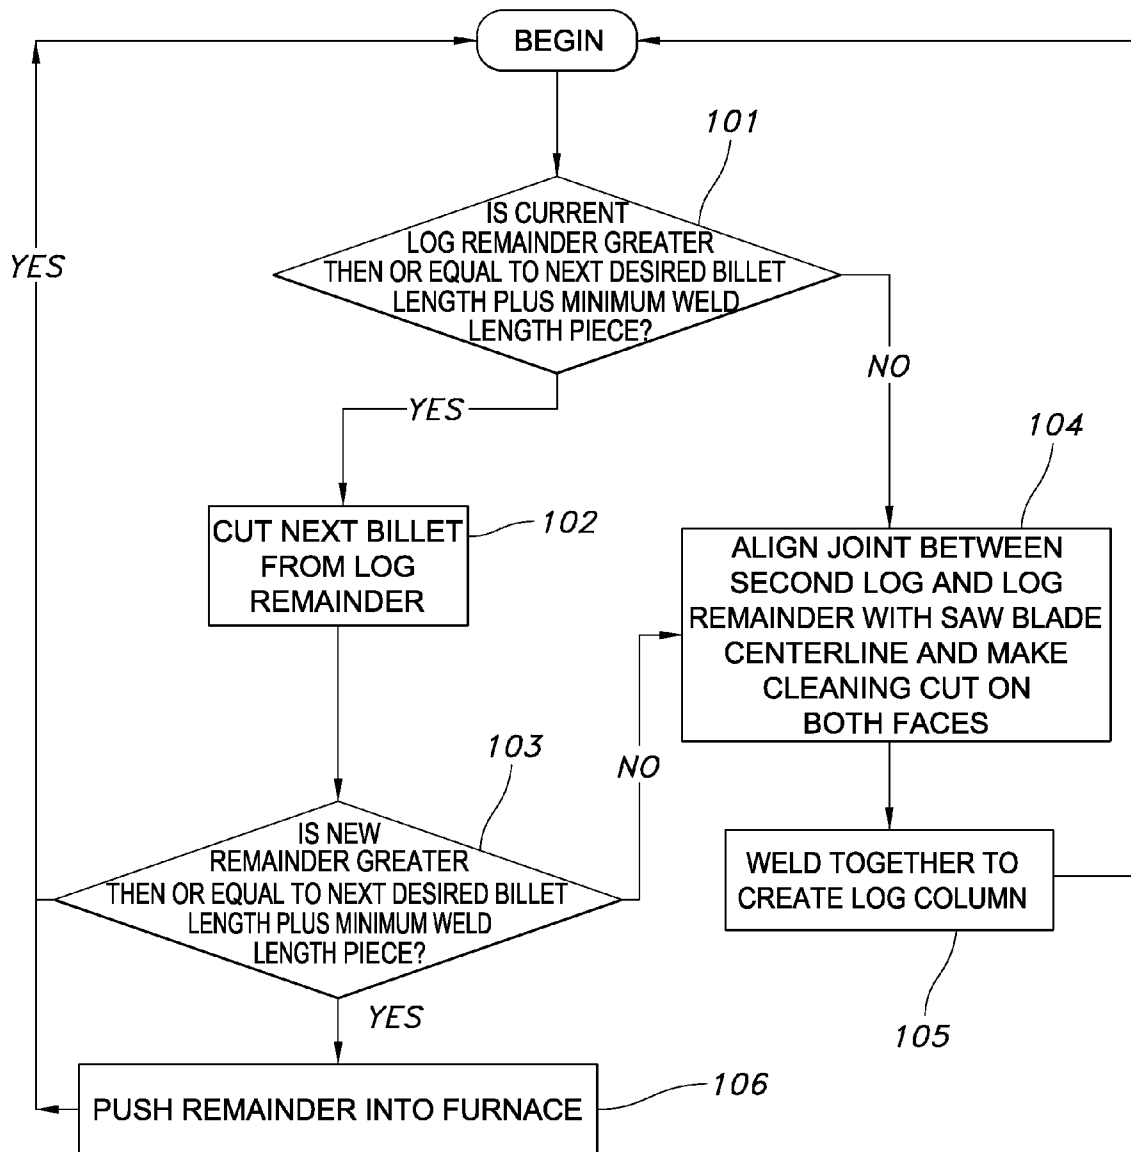 BEGIN
101
IS CURRENT
LOG REMAINDER GREATER
THEN OR EQUAL TO NEXT DESIRED BILLET
LENGTH PLUS MINIMUM WELD
LENGTH PIECE?
YES
NO
YES
104
102
CUT NEXT BILLET
FROM LOG
REMAINDER
ALIGN JOINT BETWEEN
SECOND LOG AND LOG
REMAINDER WITH SAW BLADE
CENTERLINE AND MAKE
CLEANING CUT ON
BOTH FACES
103
NO
IS NEW
REMAINDER GREATER
THEN OR EQUAL TO NEXT DESIRED BILLET
LENGTH PLUS MINIMUM WELD
LENGTH PIECE?
WELD TOGETHER TO
CREATE LOG COLUMN
105
YES
PUSH REMAINDER INTO FURNACE
106